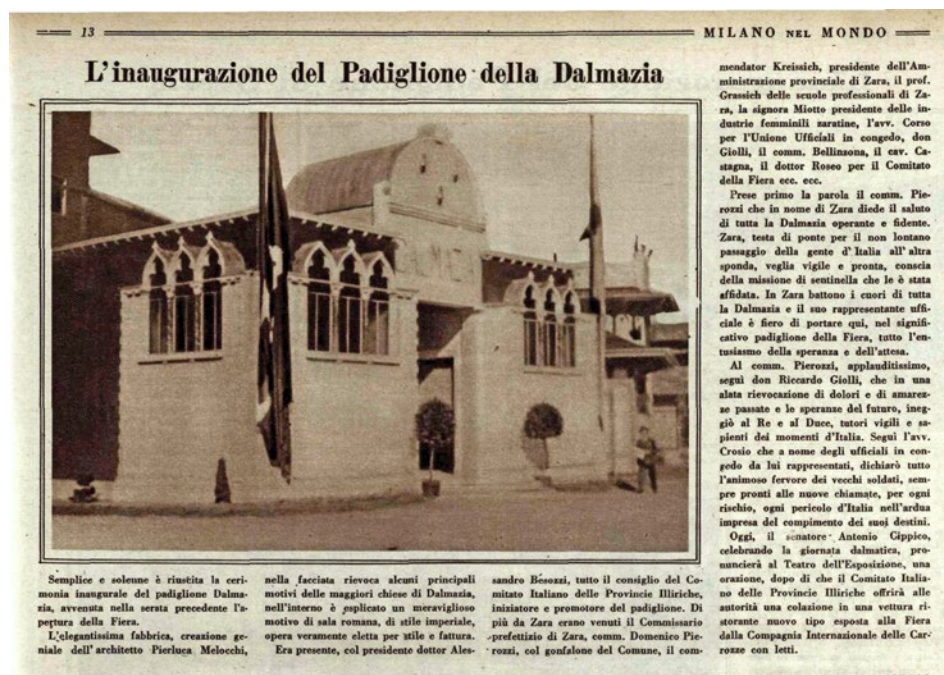 13
MILANO NEL MONDO
L'inaugurazione del Padiglione della Dalmazia
Semplice e solenne è riustita la ceri-
monia inaugurale del padiglione Dalma-
zia, avvenuta nella serata precedente l'a-
pertura della Fiera.
L'elegantissima fabbrica, creazione ge-
niale dell'architetto Pierluca Melocchi,
nella facciata rievoca alcuni principali
motivi delle maggiori chiese di Dalmazia,
nell'interno è esplicato un meraviglioso
motivo di sala romana, di stile imperiale,
opera veramente eletta per stile e fattura.
Era presente, col presidente dottor Ales-
sandro Besozzi, tutto il consiglio del Co-
mitato Italiano delle Provincie Illiriche,
iniziatore e promotore del padiglione. Di
più da Zara erano venuti il Commissario
prefettizio di Zara, comm. Domenico Pie-
rozzi, col gonfalone del Comune, il com-
mendator Kreissich, presidente dell'Am-
ministrazione provinciale di Zara, il prof.
Grassich delle scuole professionali di Za-
ra, la signora Miotto presidente delle in-
dustrie femminili zaratine, l'avv. Corso
per l'Unione Ufficiali in congedo, don
Giolli, il comm. Bellinzona, il cav. Ca-
stagna, il dottor Roseo per il Comitato
della Fiera ecc. ecc.
Prese primo la parola il comm. Pie-
rozzi che in nome di Zara diede il saluto
di tutta la Dalmazia operante e fidente.
Zara, testa di ponte per il non lontano
passaggio della gente d'Italia all'altra
sponda, veglia vigile e pronta, conscia
della missione di sentinella che le è stata
affidata. In Zara battono i cuori di tutta
la Dalmazia e il suo rappresentante uffi-
ciale è fiero di portare qui, nel signifi-
cativo padiglione della Fiera, tutto l'en-
tusiasmo della speranza e dell'attesa.
Al comm. Pierozzi, applauditissimo,
seguì don Riccardo Giolli, che in una
alata rievocazione di dolori e di amarez-
ze passate e le speranze del futuro, ineg-
giò al Re e al Duce, tutori vigili e sa-
pienti dei momenti d'Italia. Seguì l'avv.
Crosio che a nome degli ufficiali in con-
gedo da lui rappresentati, dichiarò tutto
l'animoso fervore dei vecchi soldati, sem-
pre pronti alle nuove chiamate, per ogni
rischio, ogni pericolo d'Italia nell'ardua
impresa del compimento dei suoi destini.
Oggi, il senatore Antonio Cippico,
celebrando la giornata dalmatica, pro-
nuncierà al Teatro dell'Esposizione, una
orazione, dopo di che il Comitato Italia-
no delle Provincie Illiriche offrirà alle
autorità una colazione in una vettura ri-
storante nuovo tipo esposta alla Fiera
dalla Compagnia Internazionale delle Car-
rozze con letti.